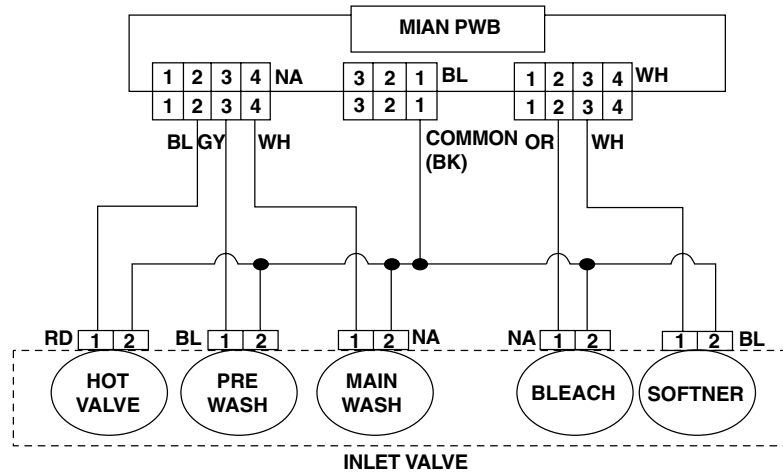 MIAN PWB
1 2 3 4 NA 3 2 1 BL 1 2 3 4 WH
1 2 3 4 3 2 1 1 2 3 4
BL GY WH COMMON (BK) OR WH
RD 1 2 BL 1 2 1 2 NA NA 1 2 1 2 BL
HOT VALVE
PRE WASH
MAIN WASH
BLEACH
SOFTNER
INLET VALVE